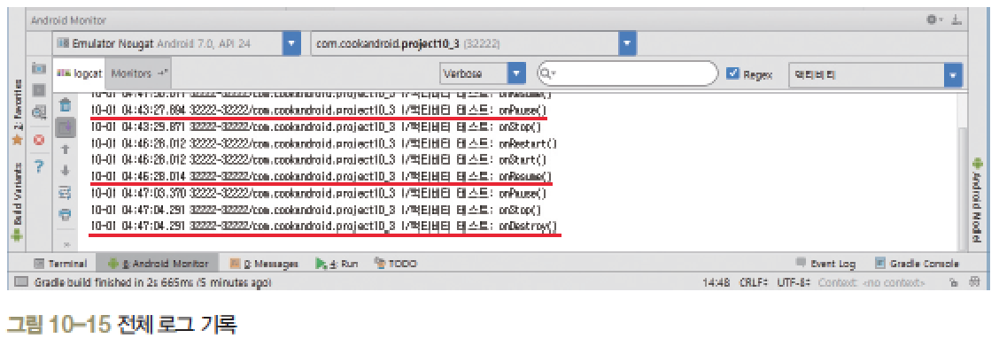 Android Monitor
Emulator Nougat Android 7.0, API 24 com.cookandroid.project10_3 (32222)
logcat Monitors Verbose Regex 액티비티
onResume()
10-01 04:43:27.894 32222-32222/com.cookandroid.project10_3 I/액티비티 테스트: onPause()
10-01 04:43:29.871 32222-32222/com.cookandroid.project10_3 I/액티비티 테스트: onStop()
10-01 04:46:28.012 32222-32222/com.cookandroid.project10_3 I/액티비티 테스트: onRestart()
10-01 04:46:28.012 32222-32222/com.cookandroid.project10_3 I/액티비티 테스트: onStart()
10-01 04:46:28.014 32222-32222/com.cookandroid.project10_3 I/액티비티 테스트: onResume()
10-01 04:47:03.370 32222-32222/com.cookandroid.project10_3 I/액티비티 테스트: onPause()
10-01 04:47:04.291 32222-32222/com.cookandroid.project10_3 I/액티비티 테스트: onStop()
10-01 04:47:04.291 32222-32222/com.cookandroid.project10_3 I/액티비티 테스트: onDestroy()
2: Favorites
Build Variants
Android Model
Terminal 6: Android Monitor 0: Messages 4: Run TODO Event Log Gradle Console
Gradle build finished in 2s 665ms (5 minutes ago) 14:48 CRLF UTF-8 Context: <no context>
그림 10-15 전체 로그 기록